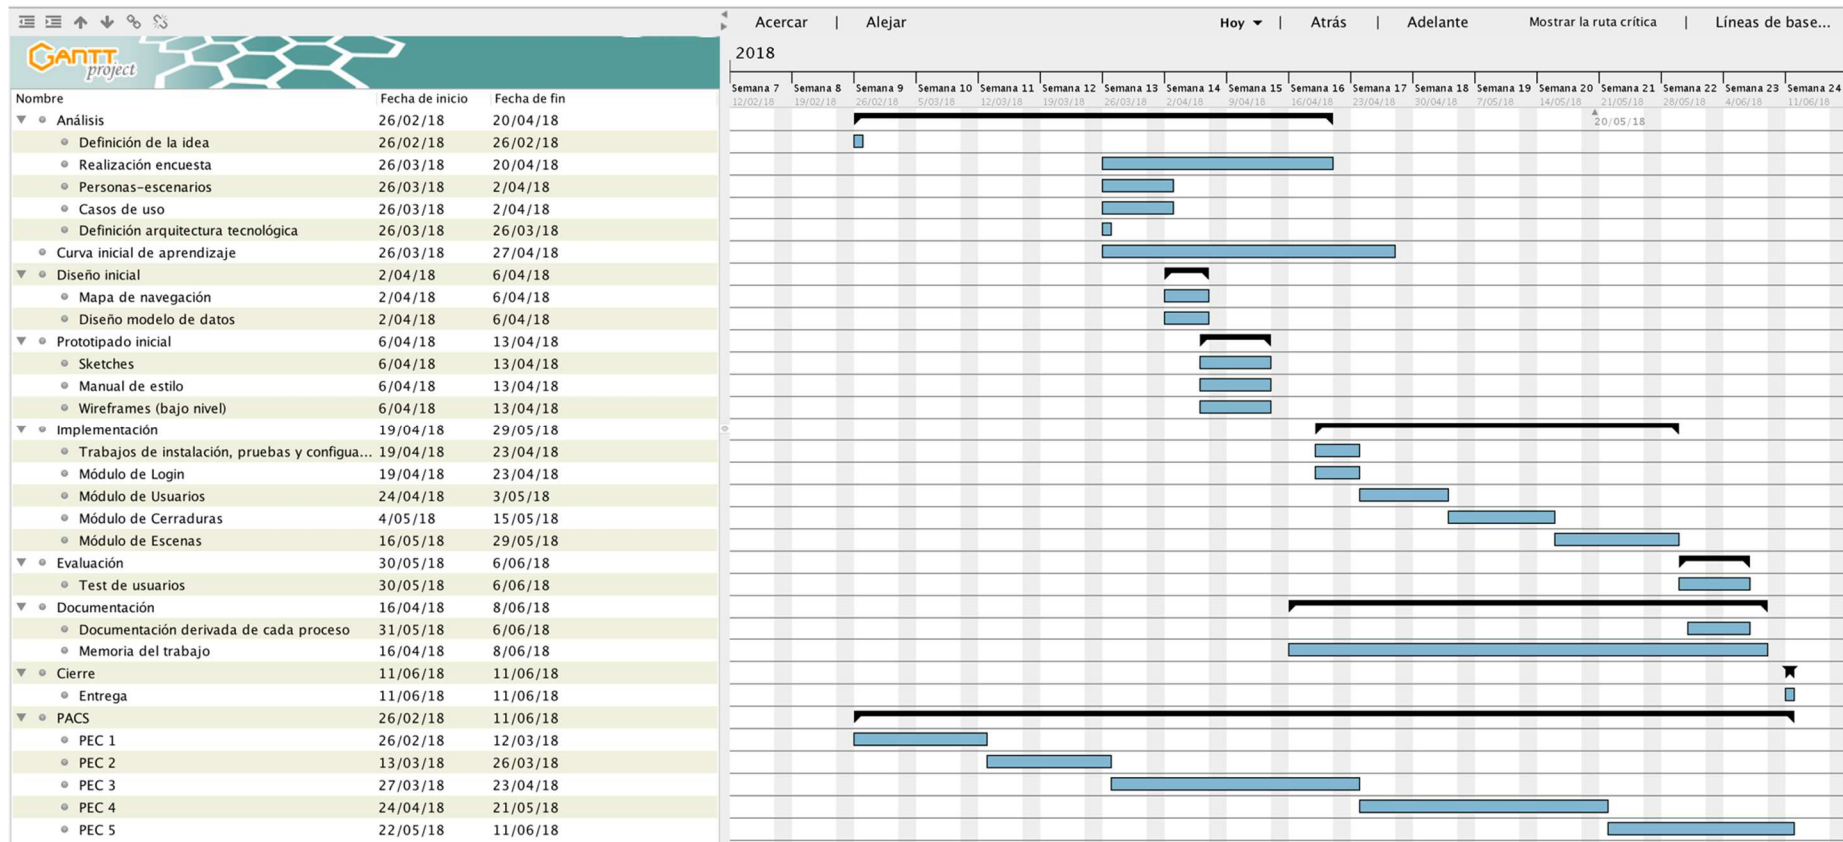 Acercar | Alejar Hoy | Atrás | Adelante Mostrar la ruta crítica | Líneas de base...
GANTT project
2018
Semana 7 Semana 8 Semana 9 Semana 10 Semana 11 Semana 12 Semana 13 Semana 14 Semana 15 Semana 16 Semana 17 Semana 18 Semana 19 Semana 20 Semana 21 Semana 22 Semana 23 Semana 24
Nombre Fecha de inicio Fecha de fin 12/02/18 19/02/18 26/02/18 5/03/18 12/03/18 19/03/18 26/03/18 2/04/18 9/04/18 16/04/18 23/04/18 30/04/18 7/05/18 14/05/18 21/05/18 28/05/18 4/06/18 11/06/18
Análisis 26/02/18 20/04/18 20/05/18
Definición de la idea 26/02/18 26/02/18
Realización encuesta 26/03/18 20/04/18
Personas-escenarios 26/03/18 2/04/18
Casos de uso 26/03/18 2/04/18
Definición arquitectura tecnológica 26/03/18 26/03/18
Curva inicial de aprendizaje 26/03/18 27/04/18
Diseño inicial 2/04/18 6/04/18
Mapa de navegación 2/04/18 6/04/18
Diseño modelo de datos 2/04/18 6/04/18
Prototipado inicial 6/04/18 13/04/18
Sketches 6/04/18 13/04/18
Manual de estilo 6/04/18 13/04/18
Wireframes (bajo nivel) 6/04/18 13/04/18
Implementación 19/04/18 29/05/18
Trabajos de instalación, pruebas y configua... 19/04/18 23/04/18
Módulo de Login 19/04/18 23/04/18
Módulo de Usuarios 24/04/18 3/05/18
Módulo de Cerraduras 4/05/18 15/05/18
Módulo de Escenas 16/05/18 29/05/18
Evaluación 30/05/18 6/06/18
Test de usuarios 30/05/18 6/06/18
Documentación 16/04/18 8/06/18
Documentación derivada de cada proceso 31/05/18 6/06/18
Memoria del trabajo 16/04/18 8/06/18
Cierre 11/06/18 11/06/18
Entrega 11/06/18 11/06/18
PACS 26/02/18 11/06/18
PEC 1 26/02/18 12/03/18
PEC 2 13/03/18 26/03/18
PEC 3 27/03/18 23/04/18
PEC 4 24/04/18 21/05/18
PEC 5 22/05/18 11/06/18